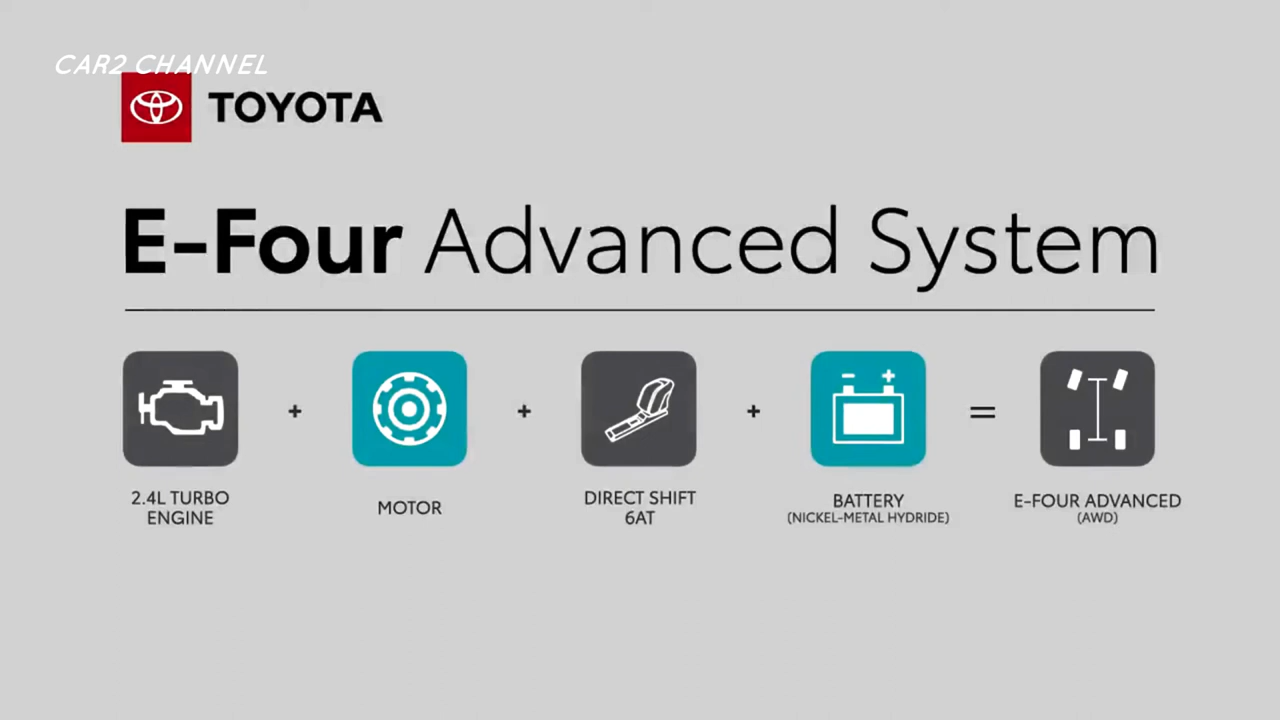 CAR2 CHANNEL
TOYOTA
E-Four Advanced System
2.4L TURBO
ENGINE
+
MOTOR
+
DIRECT SHIFT
6AT
+
- +
BATTERY
(NICKEL-METAL HYDRIDE)
=
E-FOUR ADVANCED
(AWD)